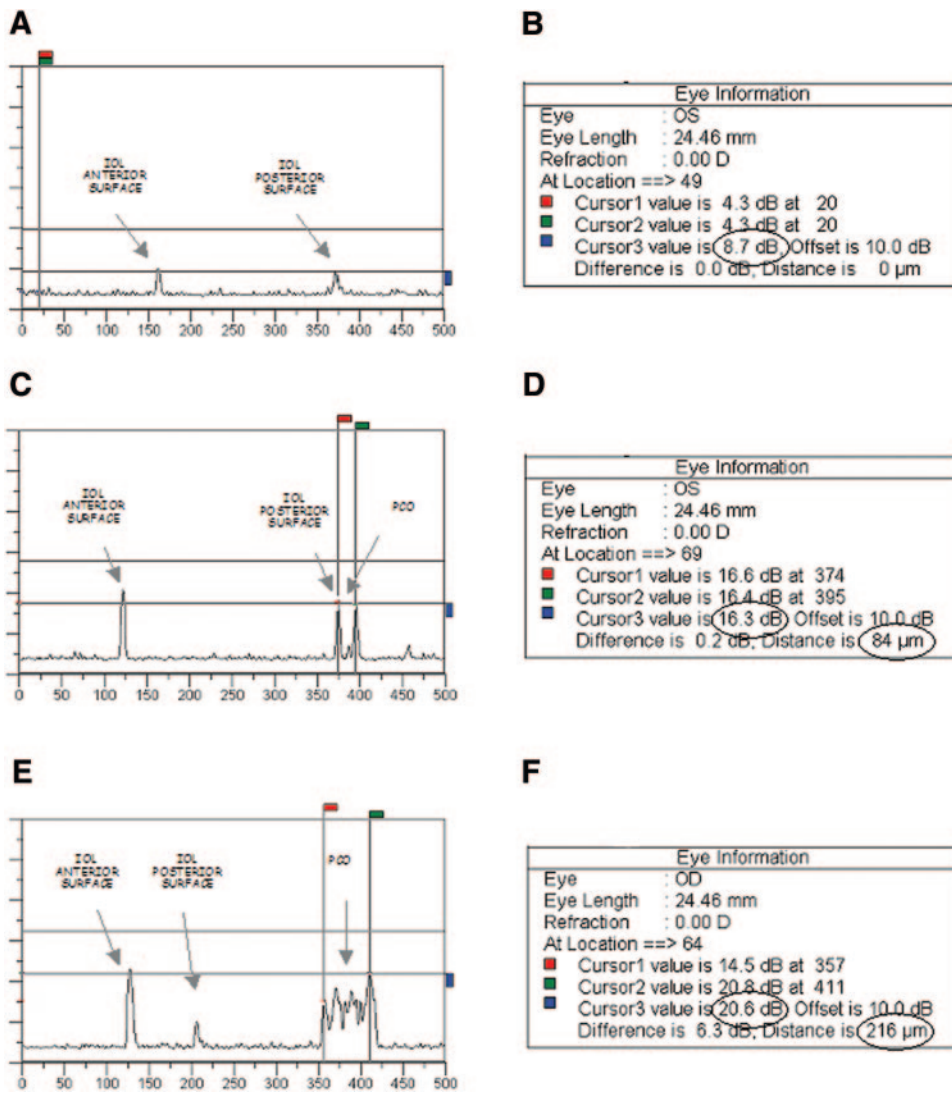 A
IOL
ANTERIOR
SURFACE
IOL
POSTERIOR
SURFACE
0 50 100 150 200 250 300 350 400 450 500
B
Eye Information
Eye : OS
Eye Length : 24.46 mm
Refraction : 0.00 D
At Location ==> 49
Cursor1 value is 4.3 dB at 20
Cursor2 value is 4.3 dB at 20
Cursor3 value is 8.7 dB, Offset is 10.0 dB
Difference is 0.0 dB, Distance is 0 µm
C
IOL
ANTERIOR
SURFACE
IOL
POSTERIOR
SURFACE
PCO
0 50 100 150 200 250 300 350 400 450 500
D
Eye Information
Eye : OS
Eye Length : 24.46 mm
Refraction : 0.00 D
At Location ==> 69
Cursor1 value is 16.6 dB at 374
Cursor2 value is 16.4 dB at 395
Cursor3 value is 16.3 dB Offset is 10.0 dB
Difference is 0.2 dB, Distance is 84 µm
E
IOL
ANTERIOR
SURFACE
IOL
POSTERIOR
SURFACE
PCO
0 50 100 150 200 250 300 350 400 450 500
F
Eye Information
Eye : OD
Eye Length : 24.46 mm
Refraction : 0.00 D
At Location ==> 64
Cursor1 value is 14.5 dB at 357
Cursor2 value is 20.8 dB at 411
Cursor3 value is 20.6 dB Offset is 10.0 dB
Difference is 6.3 dB, Distance is 216 µm